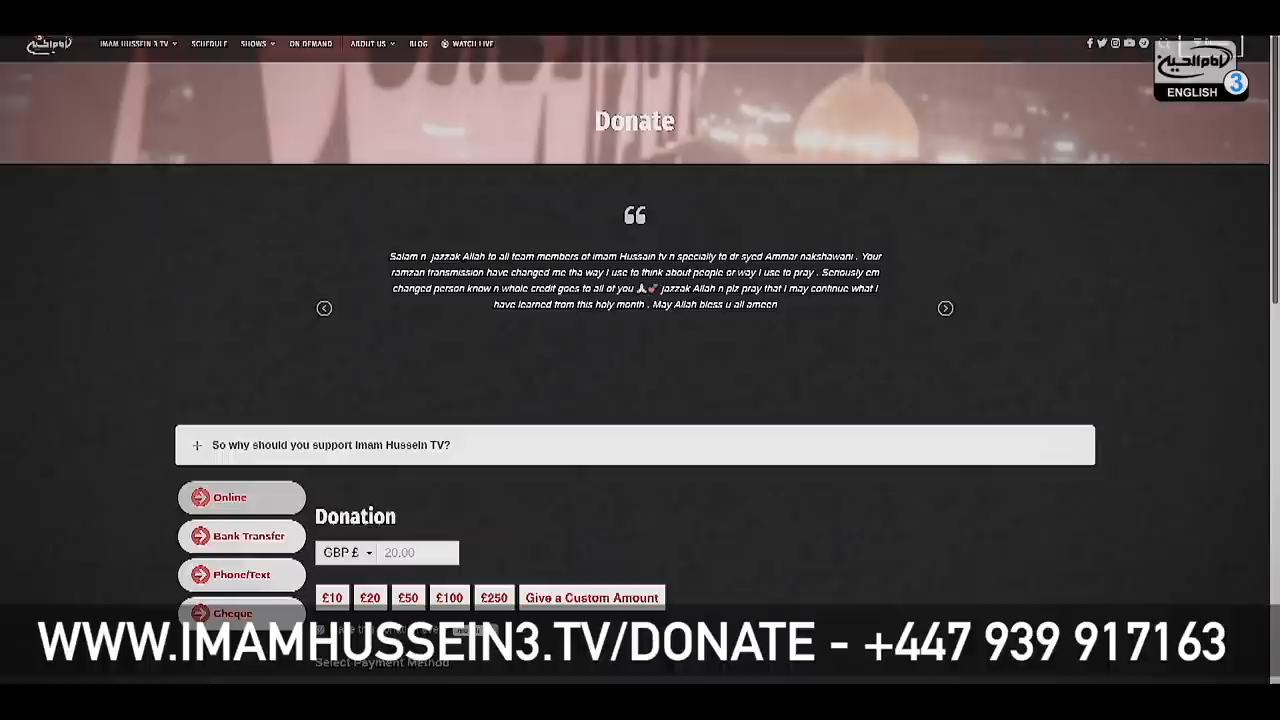 IMAM HUSSEIN 3 TV SCHEDULE SHOWS ON DEMAND ABOUT US BLOG WATCH LIVE
امام الحسين
ENGLISH 3
Donate
Salam n jazzak Allah to all team members of imam Hussain tv n specially to dr syed Ammar nakshawani . Your
ramzan transmission have changed me tha way I use to think about people or way I use to pray . Seriously em
changed person know n whole credit goes to all of you 🙏💕 jazzak Allah n plz pray that I may continue what I
have learned from this holy month . May Allah bless u all ameen
So why should you support Imam Hussein TV?
Online
Bank Transfer
Phone/Text
Cheque
Donation
GBP £ 20.00
£10 £20 £50 £100 £250 Give a Custom Amount
WWW.IMAMHUSSEIN3.TV/DONATE - +447 939 917163
Select Payment Method